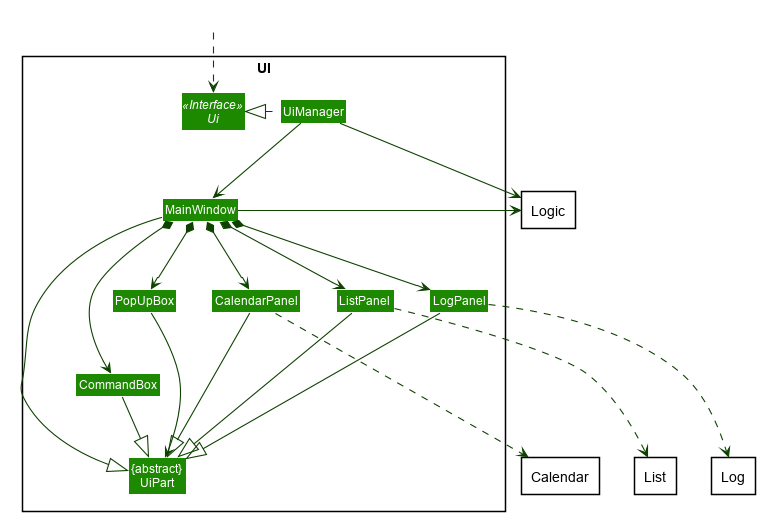 UI
«Interface»
Ui
UiManager
MainWindow
Logic
PopUpBox
CalendarPanel
ListPanel
LogPanel
CommandBox
{abstract}
UiPart
Calendar
List
Log